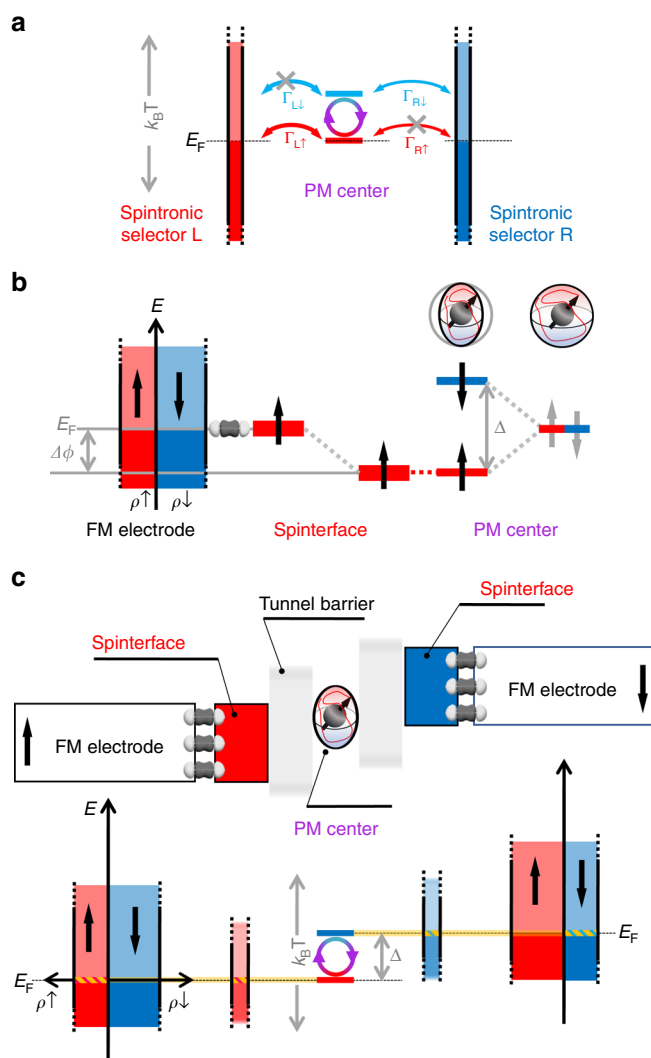 a
k_BT
E_F
Γ_L↓
Γ_R↓
Γ_L↑
Γ_R↑
PM center
Spintronic
selector L
Spintronic
selector R
b
E
E_F
Δϕ
Δ
ρ↑
ρ↓
FM electrode
Spinterface
PM center
c
Tunnel barrier
Spinterface
Spinterface
FM electrode
FM electrode
PM center
E
k_BT
Δ
E_F
E_F
ρ↑
ρ↓